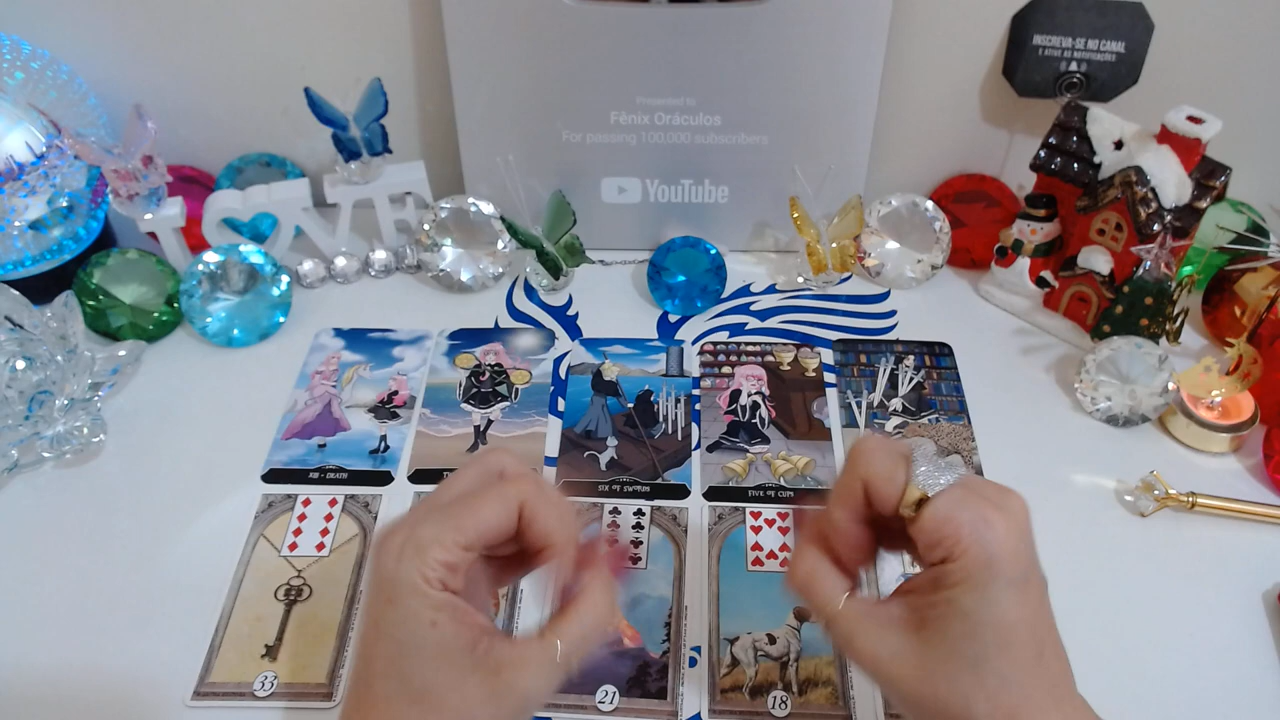 INSCREVA-SE NO CANAL
E ATIVE AS NOTIFICAÇÕES
Presented to
Fênix Oráculos
For passing 100,000 subscribers
YouTube
LOVE
XIII - DEATH
SIX OF SWORDS
FIVE OF CUPS
33
21
18